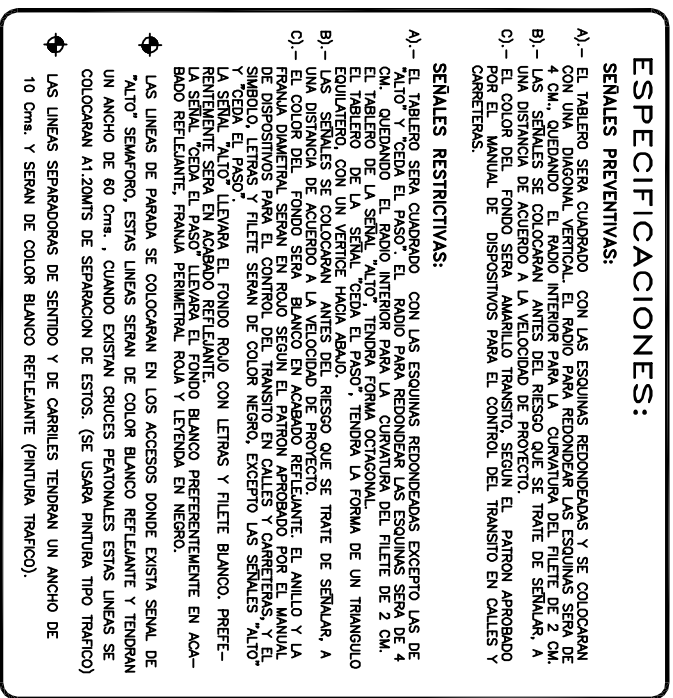 ESPECIFICACIONES:
SEÑALES PREVENTIVAS:
A).- EL TABLERO SERA CUADRADO CON LAS ESQUINAS REDONDEADAS Y SE COLOCARAN
CON UNA DIAGONAL VERTICAL. EL RADIO PARA REDONDEAR LAS ESQUINAS SERA DE
4 CM., QUEDANDO EL RADIO INTERIOR PARA LA CURVATURA DEL FILETE DE 2 CM.
B).- LAS SEÑALES SE COLOCARAN ANTES DEL RIESGO QUE SE TRATE DE SEÑALAR, A
UNA DISTANCIA DE ACUERDO A LA VELOCIDAD DE PROYECTO.
C).- EL COLOR DEL FONDO SERA AMARILLO TRANSITO, SEGUN EL PATRON APROBADO
POR EL MANUAL DE DISPOSITIVOS PARA EL CONTROL DEL TRANSITO EN CALLES Y
CARRETERAS.
SEÑALES RESTRICTIVAS:
A).- EL TABLERO SERA CUADRADO CON LAS ESQUINAS REDONDEADAS EXCEPTO LAS DE
"ALTO" Y "CEDA EL PASO". EL RADIO PARA REDONDEAR LAS ESQUINAS SERA DE 4
CM. QUEDANDO EL RADIO INTERIOR PARA LA CURVATURA DEL FILETE DE 2 CM.
EL TABLERO DE LA SEÑAL "ALTO", TENDRA FORMA OCTAGONAL.
EL TABLERO DE LA SEÑAL "CEDA EL PASO", TENDRA LA FORMA DE UN TRIANGULO
EQUILATERO, CON UN VERTICE HACIA ABAJO.
B).- LAS SEÑALES SE COLOCARAN ANTES DEL RIESGO QUE SE TRATE DE SEÑALAR, A
UNA DISTANCIA DE ACUERDO A LA VELOCIDAD DE PROYECTO.
C).- EL COLOR DEL FONDO SERA BLANCO EN ACABADO REFLEJANTE. EL ANILLO Y LA
FRANJA DIAMETRAL SERAN EN ROJO SEGUN EL PATRON APROBADO POR EL MANUAL
DE DISPOSITIVOS PARA EL CONTROL DEL TRANSITO EN CALLES Y CARRETERAS, Y EL
SIMBOLO, LETRAS Y FILETE SERAN DE COLOR NEGRO, EXCEPTO LAS SEÑALES "ALTO"
Y "CEDA EL PASO".
LA SEÑAL "ALTO" LLEVARA EL FONDO ROJO CON LETRAS Y FILETE BLANCO. PREFE-
RENTEMENTE SERA EN ACABADO REFLEJANTE.
LA SEÑAL "CEDA EL PASO" LLEVARA EL FONDO BLANCO PREFERENTEMENTE EN ACA-
BADO REFLEJANTE, FRANJA PERIMETRAL ROJA Y LEYENDA EN NEGRO.
LAS LINEAS DE PARADA SE COLOCARAN EN LOS ACCESOS DONDE EXISTA SENAL DE
"ALTO" SEMAFORO, ESTAS LINEAS SERAN DE COLOR BLANCO REFLEJANTE Y TENDRAN
UN ANCHO DE 60 Cms. , CUANDO EXISTAN CRUCES PEATONALES ESTAS LINEAS SE
COLOCARAN A1.20MTS DE SEPARACION DE ESTOS. (SE USARA PINTURA TIPO TRAFICO)
LAS LINEAS SEPARADORAS DE SENTIDO Y DE CARRILES TENDRAN UN ANCHO DE
10 Cms. Y SERAN DE COLOR BLANCO REFLEJANTE (PINTURA TRAFICO).